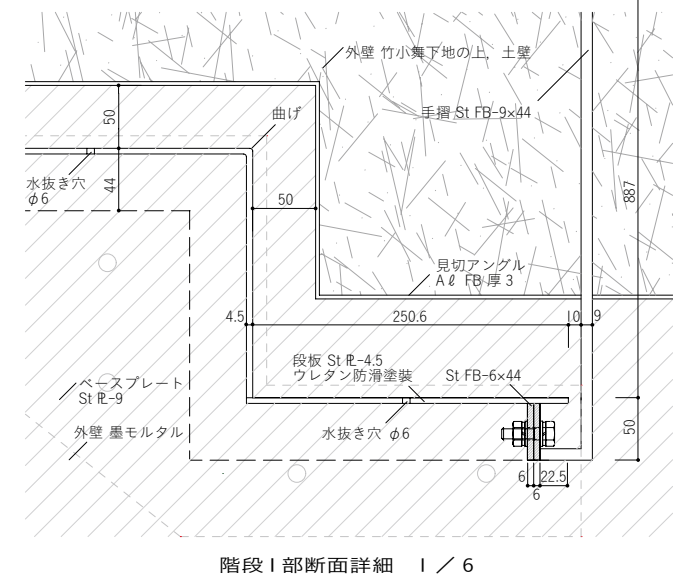 外壁 竹小舞下地の上，土壁
手摺 St FB-9×44
曲げ
50
水抜き穴
φ6
44
50
887
見切アングル
Aℓ FB 厚 3
4.5
250.6
10
9
段板 St PL-4.5
ウレタン防滑塗装
St FB-6×44
ベースプレート
St PL-9
外壁 墨モルタル
水抜き穴 φ6
50
6
22.5
6
階段1部断面詳細　1／6